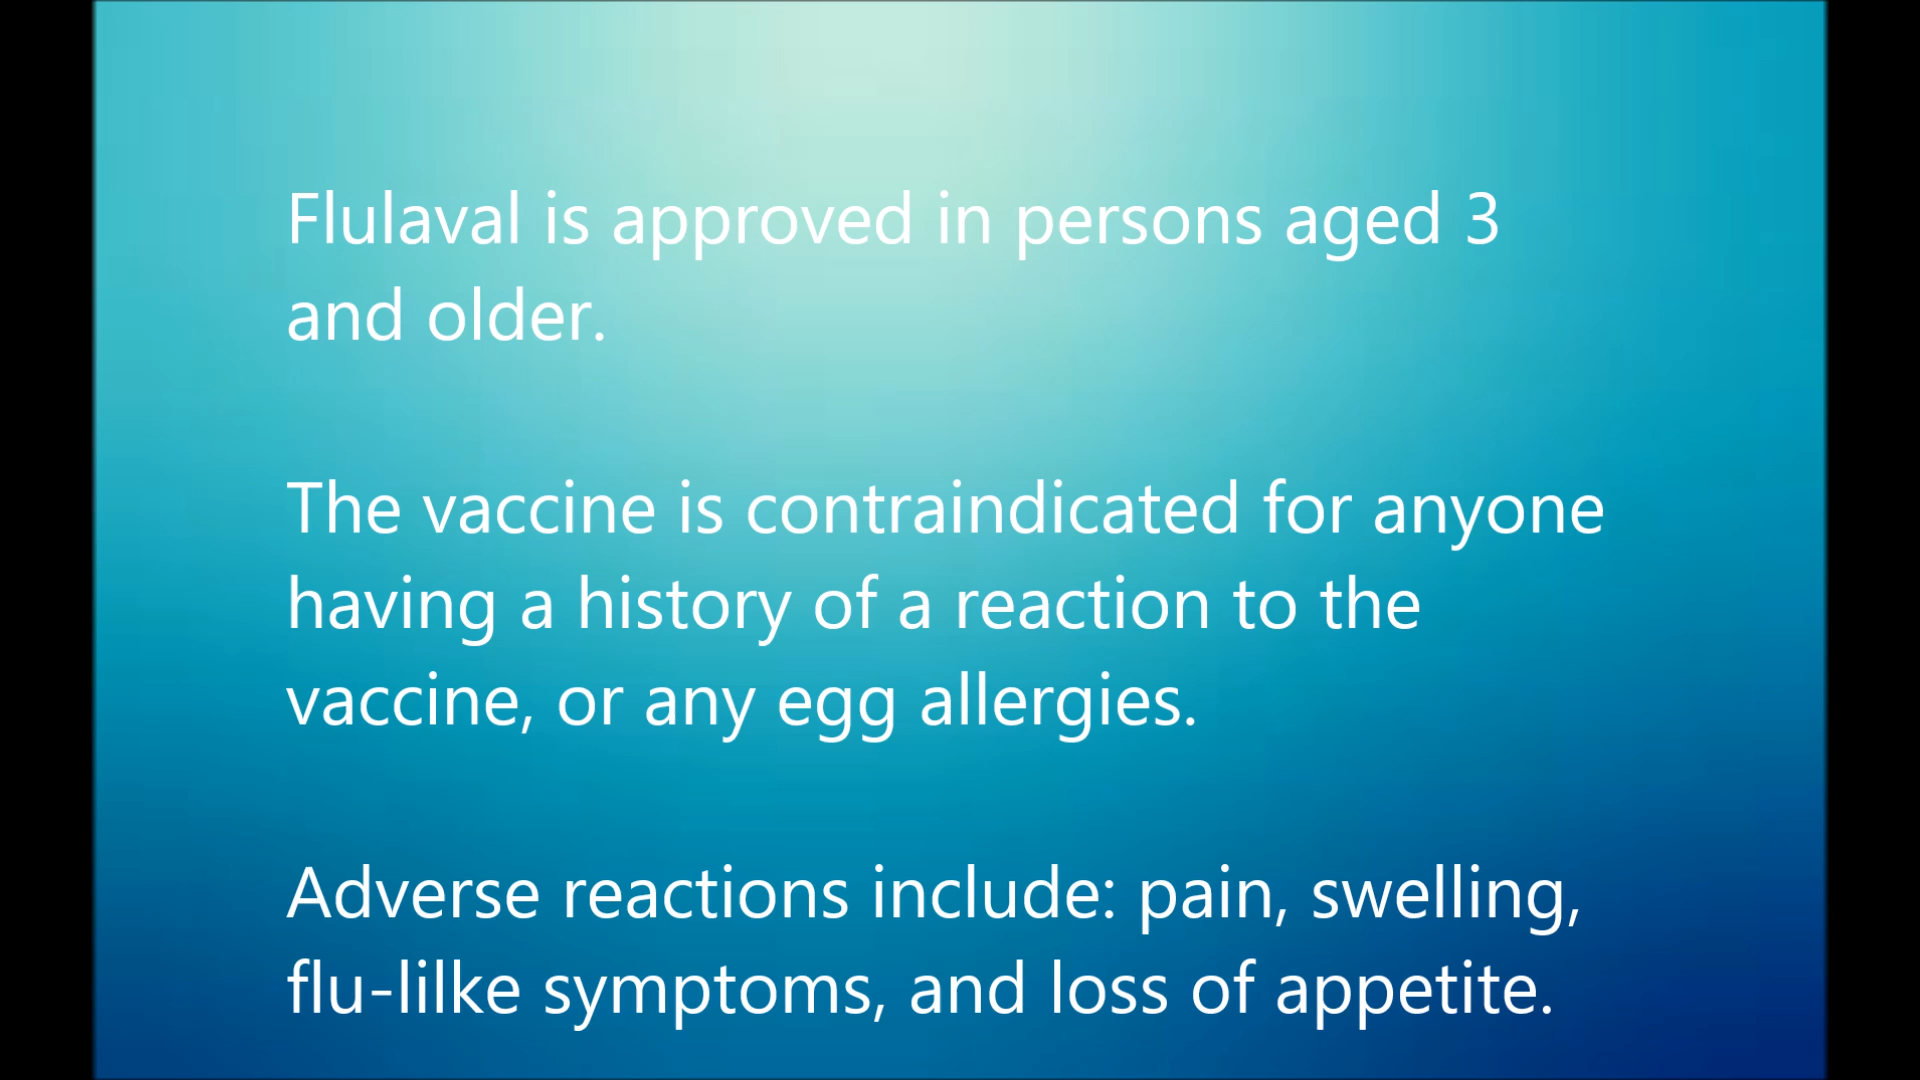 Flulaval is approved in persons aged 3
and older.
The vaccine is contraindicated for anyone
having a history of a reaction to the
vaccine, or any egg allergies.
Adverse reactions include: pain, swelling,
flu-lilke symptoms, and loss of appetite.